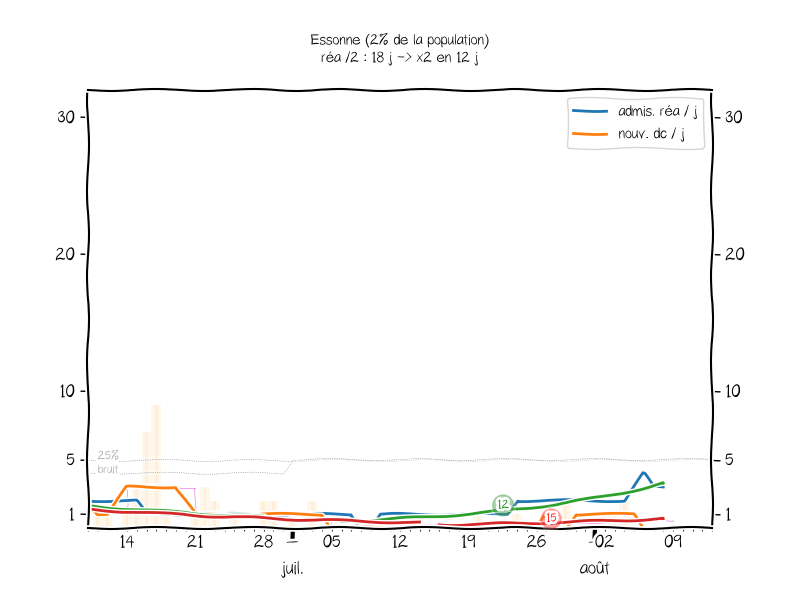 Essonne (2% de la population)
réa /2 : 18 j -> x2 en 12 j
admis. réa / j
nouv. dc / j
30
30
20
20
10
10
5
5
25%
bruit
1
1
12
15
14 21 28 05 12 19 26 02 09
juil. août